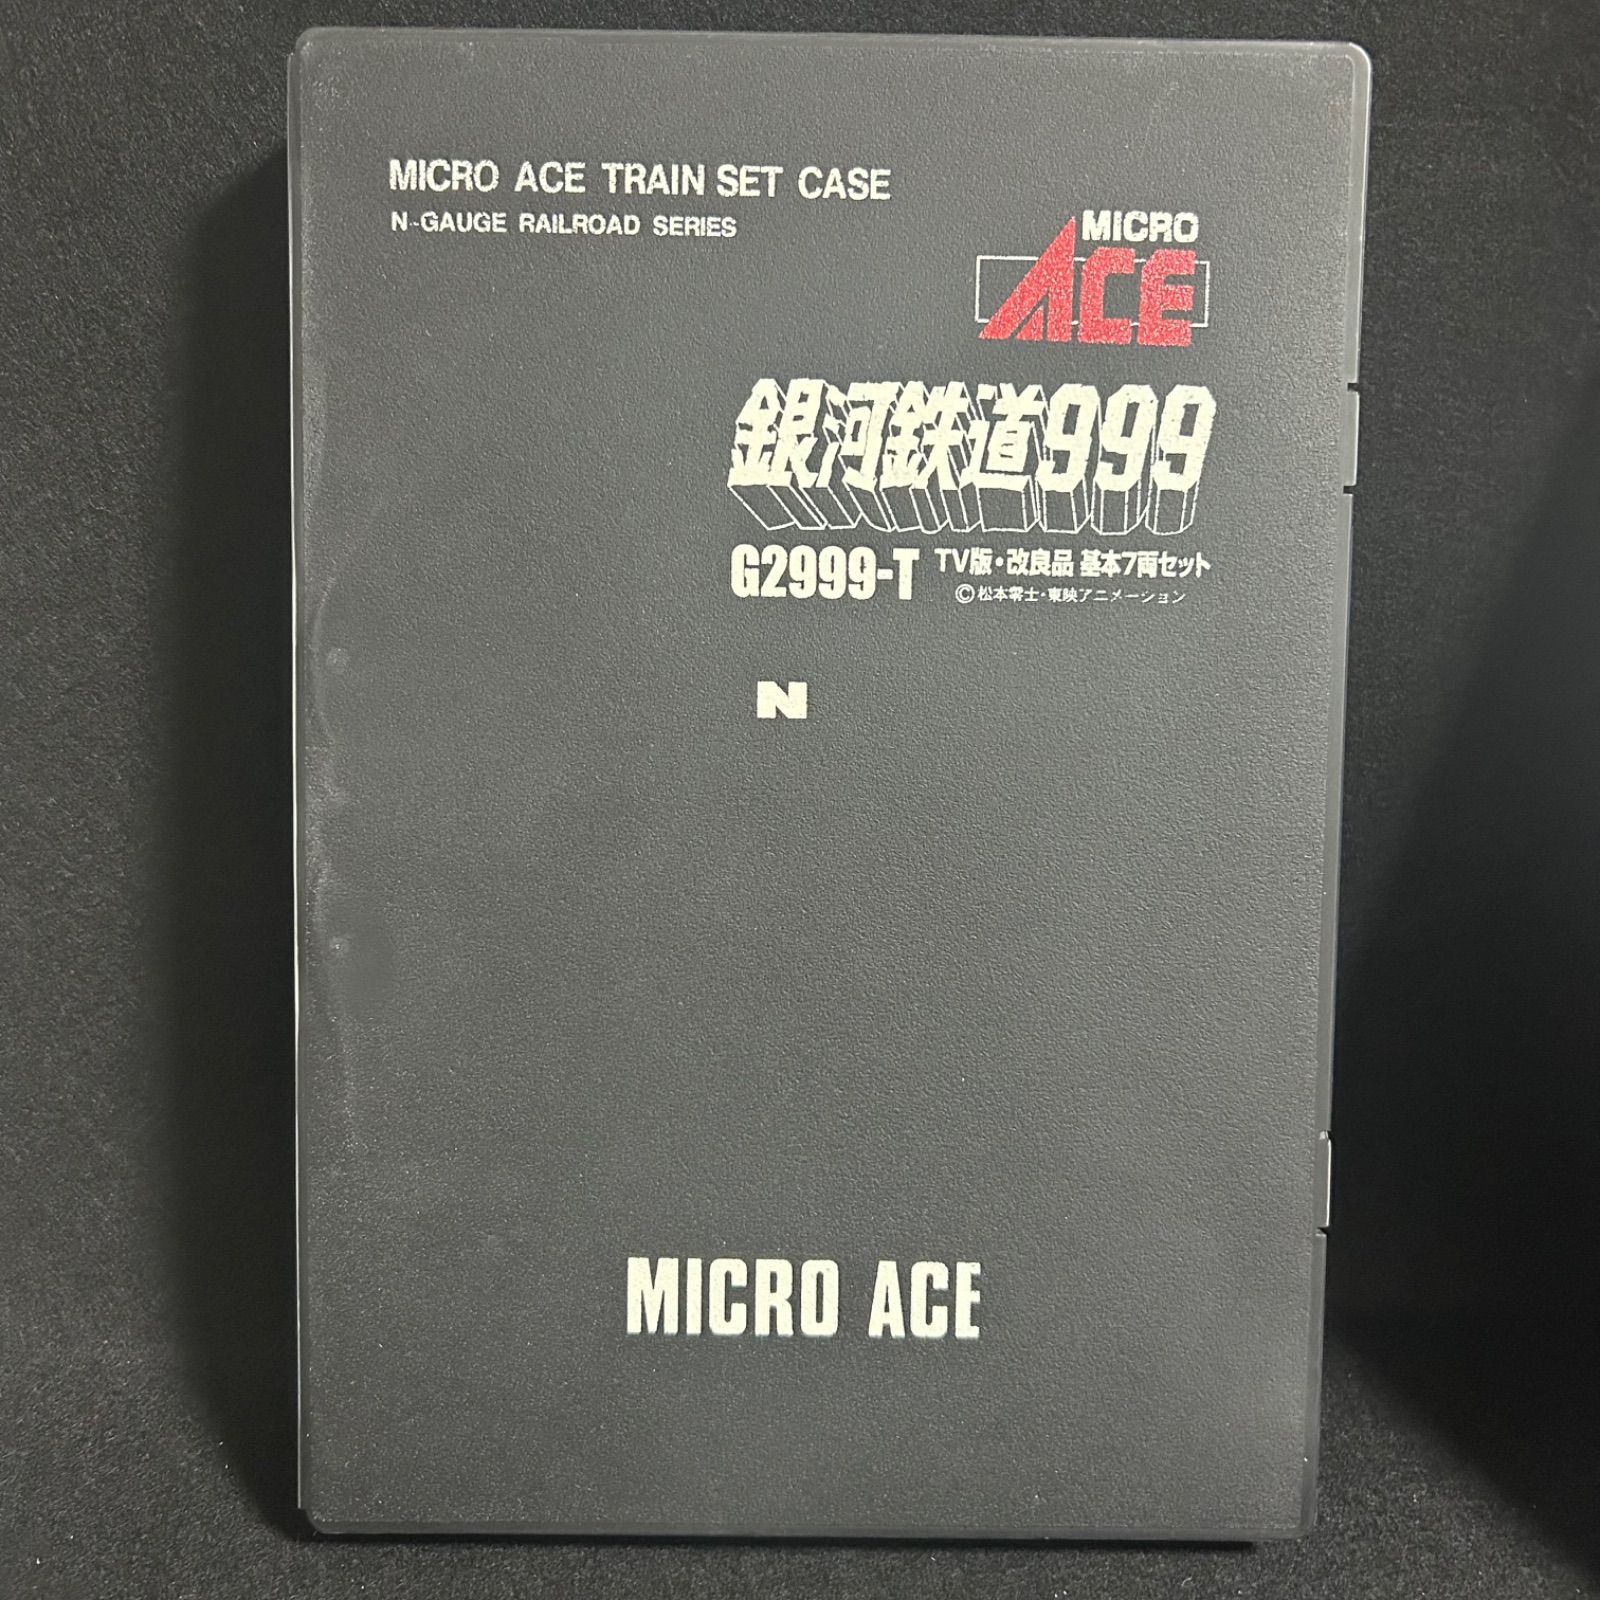 MICRO ACE TRAIN SET CASE
N-GAUGE RAILROAD SERIES
MICRO
ACE
銀河鉄道999
G2999-T TV版・改良品 基本7両セット
©松本零士・東映アニメーション
N
MICRO ACE